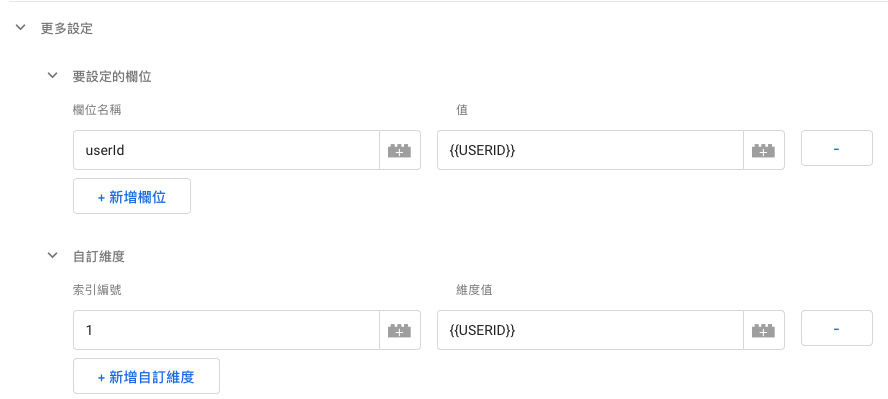 更多設定
要設定的欄位
欄位名稱 值
userId {{USERID}} -
+ 新增欄位
自訂維度
索引編號 維度值
1 {{USERID}} -
+ 新增自訂維度